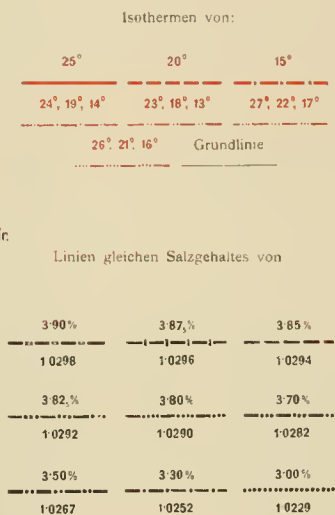 Isothermen von:
25° 20° 15°
24°, 19°, 14° 23°, 18°, 13° 27°, 22°, 17°
26°, 21°, 16° Grundlinie
Linien gleichen Salzgehaltes von
3·90% 3·87₅% 3·85%
1·0298 1·0296 1·0294
3·82₅% 3·80% 3·70%
1·0292 1·0290 1·0282
3·50% 3·30% 3·00%
1·0267 1·0252 1·0229